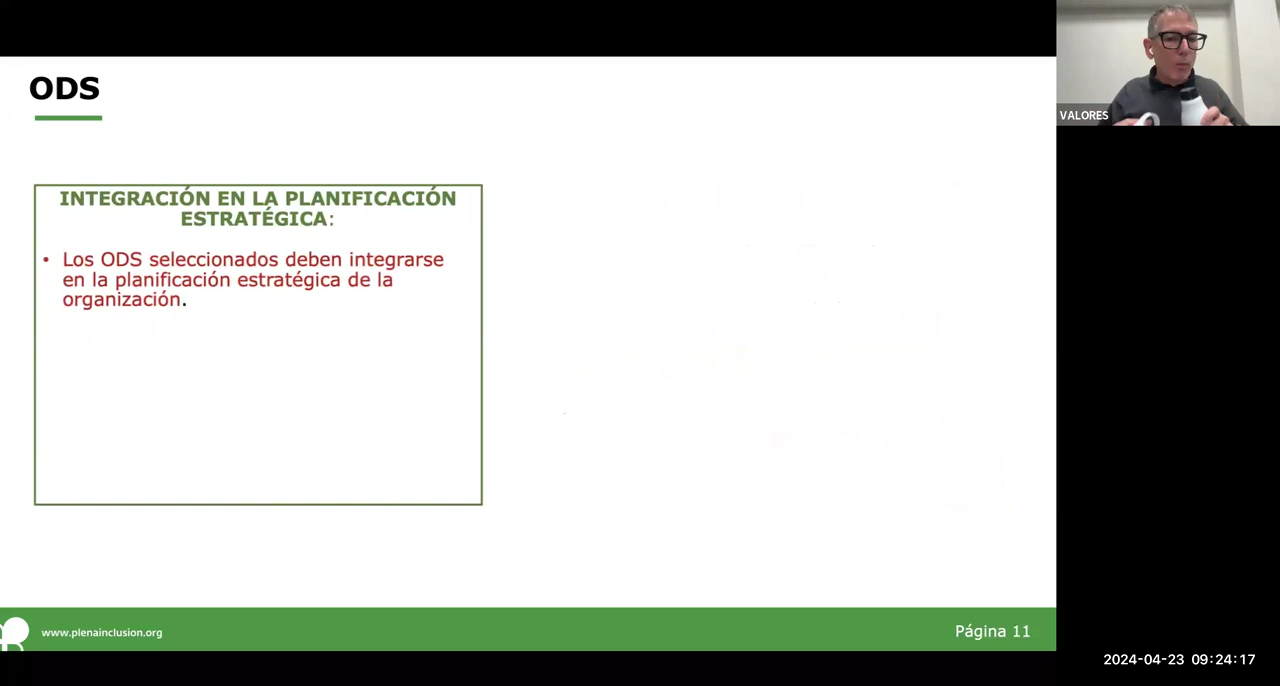 ODS
INTEGRACIÓN EN LA PLANIFICACIÓN
ESTRATÉGICA:
• Los ODS seleccionados deben integrarse
en la planificación estratégica de la
organización.
www.plenainclusion.org
Página 11
VALORES
2024-04-23 09:24:17